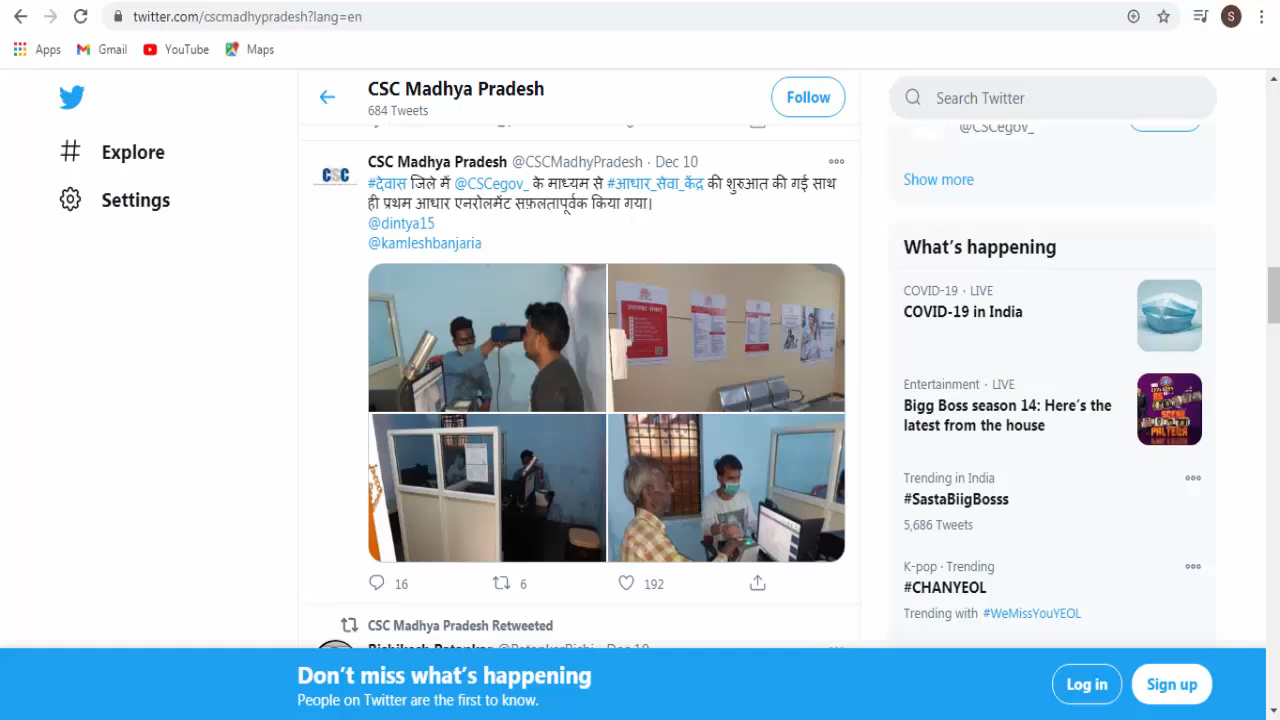 twitter.com/cscmadhypradesh?lang=en
S
Apps Gmail YouTube Maps
CSC Madhya Pradesh
684 Tweets
Follow
Explore
Settings
CSC
CSC Madhya Pradesh @CSCMadhyPradesh · Dec 10
#देवास जिले में @CSCegov_ के माध्यम से #आधार_सेवा_केंद्र की शुरुआत की गई साथ
ही प्रथम आधार एनरोलमेंट सफ़लतापूर्वक किया गया।
@dintya15
@kamleshbanjaria
16 6 192
CSC Madhya Pradesh Retweeted
Search Twitter
@CSCegov_
Show more
What's happening
COVID-19 · LIVE
COVID-19 in India
Entertainment · LIVE
Bigg Boss season 14: Here's the
latest from the house
Trending in India
#SastaBiigBosss
5,686 Tweets
K-pop · Trending
#CHANYEOL
Trending with #WeMissYouYEOL
Don't miss what's happening
People on Twitter are the first to know.
Log in
Sign up